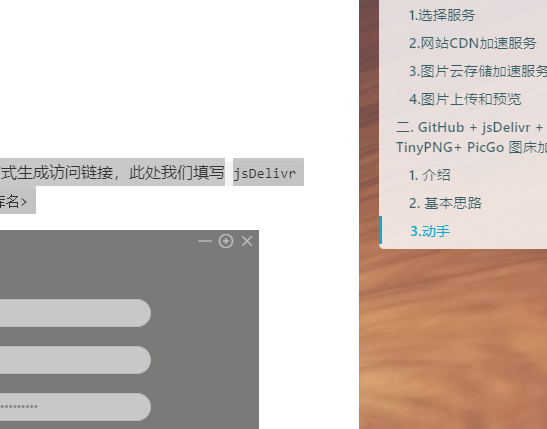 式生成访问链接，此处我们填写 jsDelivr
名>
1.选择服务
2.网站CDN加速服务
3.图片云存储加速服务
4.图片上传和预览
二. GitHub + jsDelivr +
TinyPNG+ PicGo 图床加
1. 介绍
2. 基本思路
3.动手